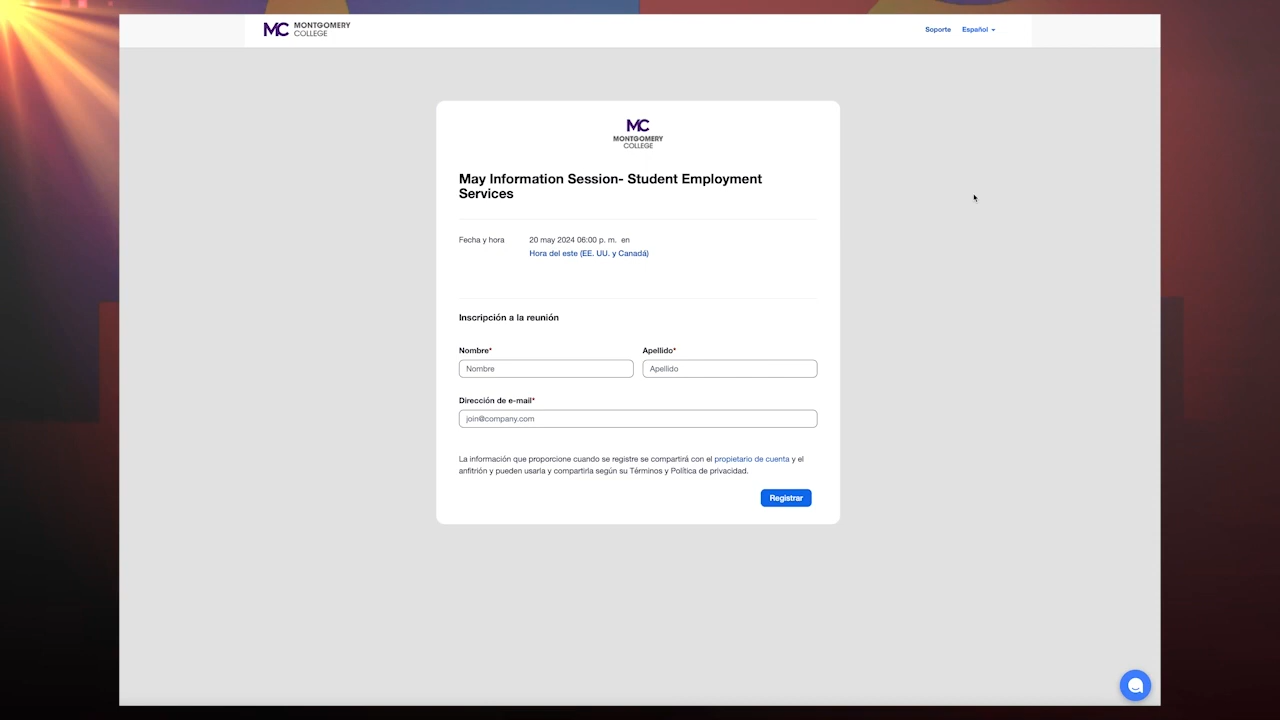 MC MONTGOMERY COLLEGE
Soporte Español
MC
MONTGOMERY
COLLEGE
May Information Session- Student Employment
Services
Fecha y hora 20 may 2024 06:00 p. m. en
Hora del este (EE. UU. y Canadá)
Inscripción a la reunión
Nombre* Apellido*
Nombre Apellido
Dirección de e-mail*
join@company.com
La información que proporcione cuando se registre se compartirá con el propietario de cuenta y el
anfitrión y pueden usarla y compartirla según su Términos y Política de privacidad.
Registrar